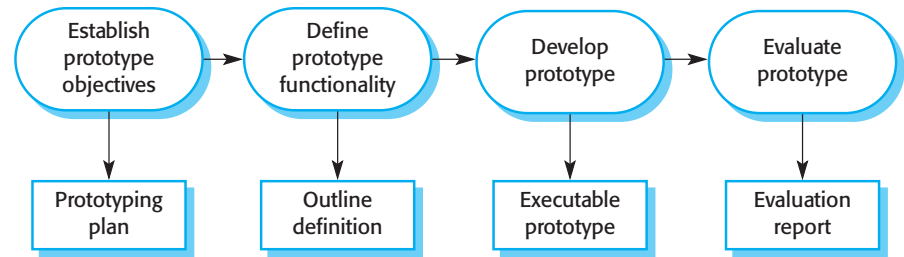 Establish
prototype
objectives
Define
prototype
functionality
Develop
prototype
Evaluate
prototype
Prototyping
plan
Outline
definition
Executable
prototype
Evaluation
report